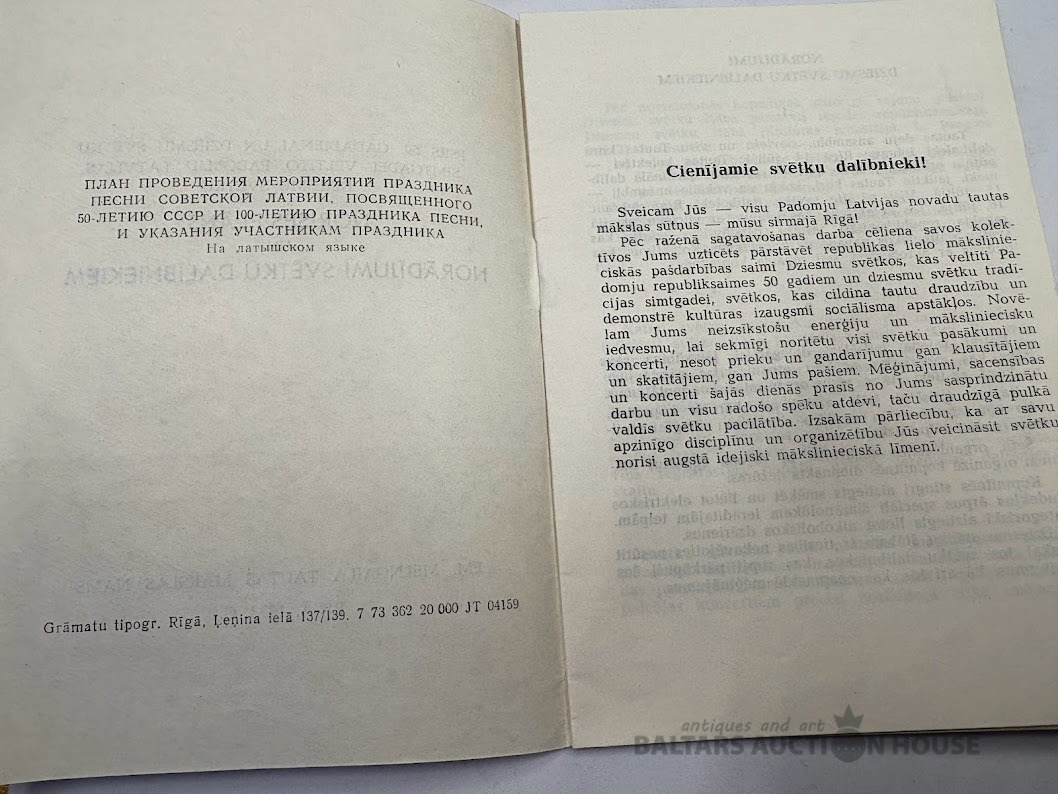 ПЛАН ПРОВЕДЕНИЯ МЕРОПРИЯТИЙ ПРАЗДНИКА
ПЕСНИ СОВЕТСКОЙ ЛАТВИИ, ПОСВЯЩЕННОГО
50-ЛЕТИЮ СССР И 100-ЛЕТИЮ ПРАЗДНИКА ПЕСНИ,
И УКАЗАНИЯ УЧАСТНИКАМ ПРАЗДНИКА
На латышском языке
Grāmatu tipogr. Rīgā, Ļeņina ielā 137/139. 7 73 362 20 000 JT 04159
Cienījamie svētku dalībnieki!
Sveicam Jūs — visu Padomju Latvijas novadu tautas
mākslas sūtņus — mūsu sirmajā Rīgā!
Pēc raženā sagatavošanas darba cēliena savos kolek-
tīvos Jums uzticēts pārstāvēt republikas lielo mākslinie-
ciskās pašdarbības saimi Dziesmu svētkos, kas veltīti Pa-
domju republiksaimes 50 gadiem un dziesmu svētku tradī-
cijas simtgadei, svētkos, kas cildina tautu draudzību un
demonstrē kultūras izaugsmi sociālisma apstākļos. Novē-
lam Jums neizsīkstošu enerģiju un māksliniecisku
iedvesmu, lai sekmīgi noritētu visi svētku pasākumi un
koncerti, nesot prieku un gandarījumu gan klausītājiem
un skatītājiem, gan Jums pašiem. Mēģinājumi, sacensības
un koncerti šajās dienās prasīs no Jums sasprindzinātu
darbu un visu radošo spēku atdevi, taču draudzīgā pulkā
valdīs svētku pacilātība. Izsakām pārliecību, ka ar savu
apzinīgo disciplīnu un organizētību Jūs veicināsit svētku
norisi augstā idejiski mākslinieciskā līmenī.
antiques and art
BALTARS AUCTION HOUSE